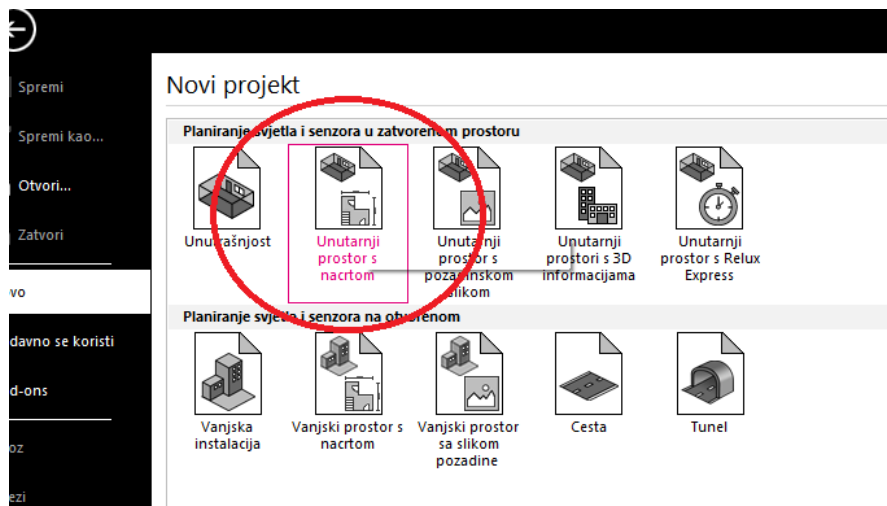 Spremi
Spremi kao...
Otvori...
Zatvori
vo
davno se koristi
d-ons
oz
ezi
Novi projekt
Planiranje svjetla i senzora u zatvorenom prostoru
Unutrašnjost
Unutarnji
prostor s
nacrtom
Unutarnji
prostor s
pozadinskom
slikom
Unutarnji
prostori s 3D
informacijama
Unutarnji
prostor s Relux
Express
Planiranje svjetla i senzora na otvorenom
Vanjska
instalacija
Vanjski prostor s
nacrtom
Vanjski prostor
sa slikom
pozadine
Cesta
Tunel